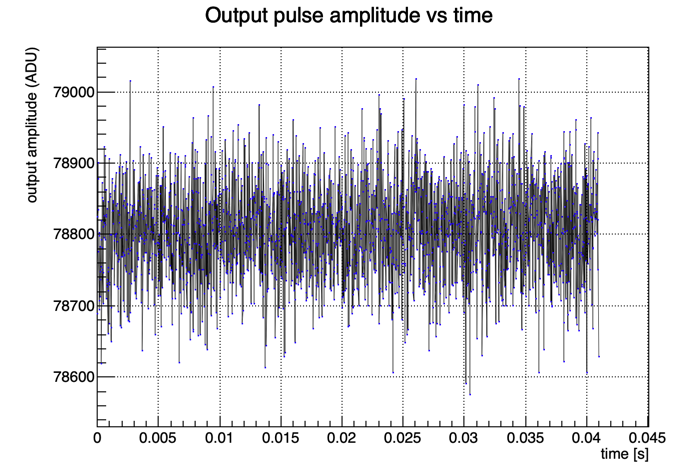 Output pulse amplitude vs time
output amplitude (ADU)
79000
78900
78800
78700
78600
0 0.005 0.01 0.015 0.02 0.025 0.03 0.035 0.04 0.045
time [s]